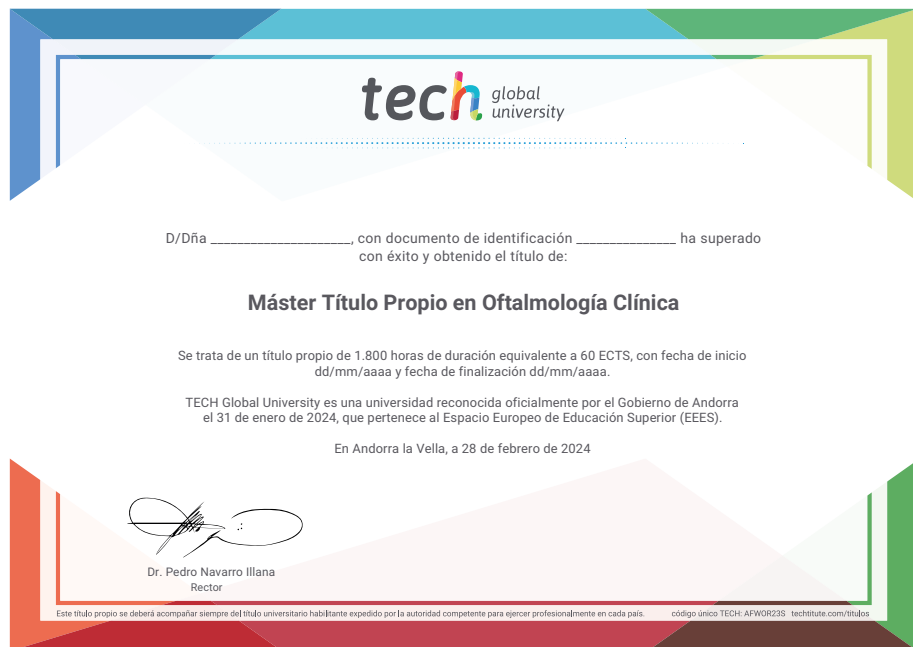 tech global university
D/Dña _____________________, con documento de identificación _______________ ha superado
con éxito y obtenido el título de:
Máster Título Propio en Oftalmología Clínica
Se trata de un título propio de 1.800 horas de duración equivalente a 60 ECTS, con fecha de inicio
dd/mm/aaaa y fecha de finalización dd/mm/aaaa.
TECH Global University es una universidad reconocida oficialmente por el Gobierno de Andorra
el 31 de enero de 2024, que pertenece al Espacio Europeo de Educación Superior (EEES).
En Andorra la Vella, a 28 de febrero de 2024
Dr. Pedro Navarro Illana
Rector
Este título propio se deberá acompañar siempre del título universitario habilitante expedido por la autoridad competente para ejercer profesionalmente en cada país. código único TECH: AFWOR23S techtitute.com/titulos